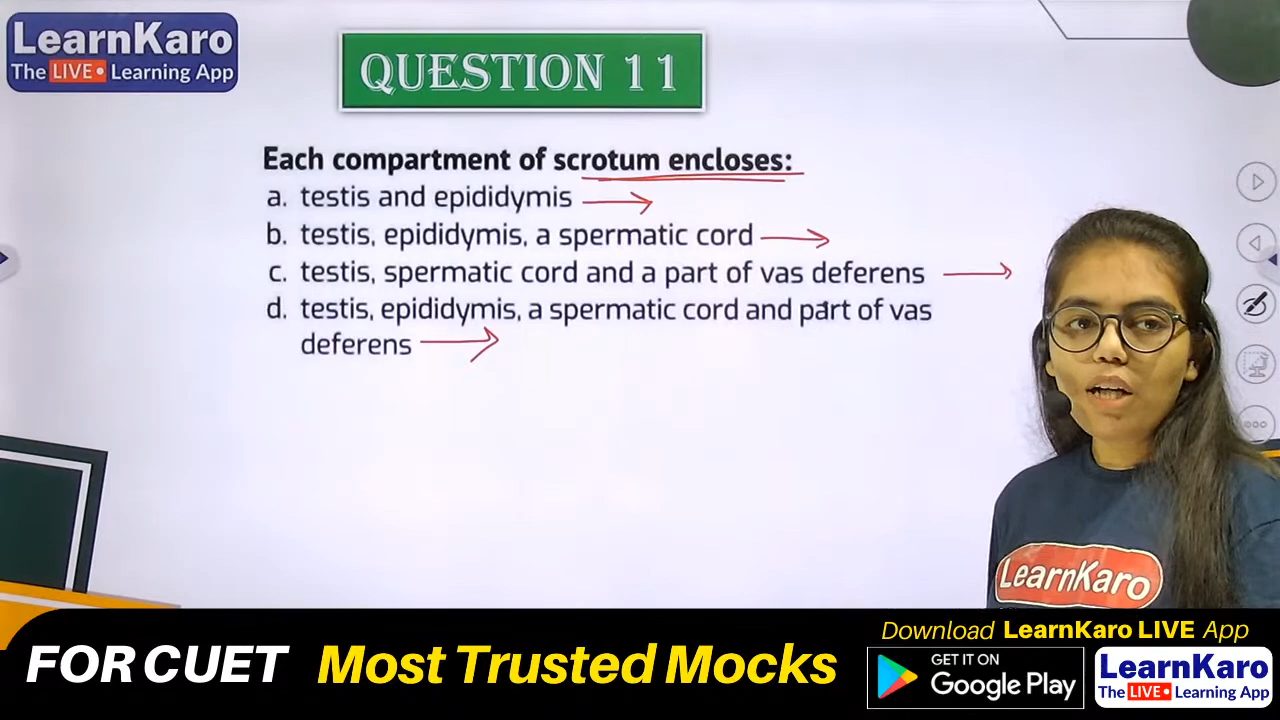 LearnKaro
The LIVE• Learning App
QUESTION 11
Each compartment of scrotum encloses:
a. testis and epididymis
b. testis, epididymis, a spermatic cord
c. testis, spermatic cord and a part of vas deferens
d. testis, epididymis, a spermatic cord and part of vas
deferens
LearnKaro
FOR CUET Most Trusted Mocks
Download LearnKaro LIVE App
GET IT ON
Google Play
LearnKaro
The LIVE• Learning App